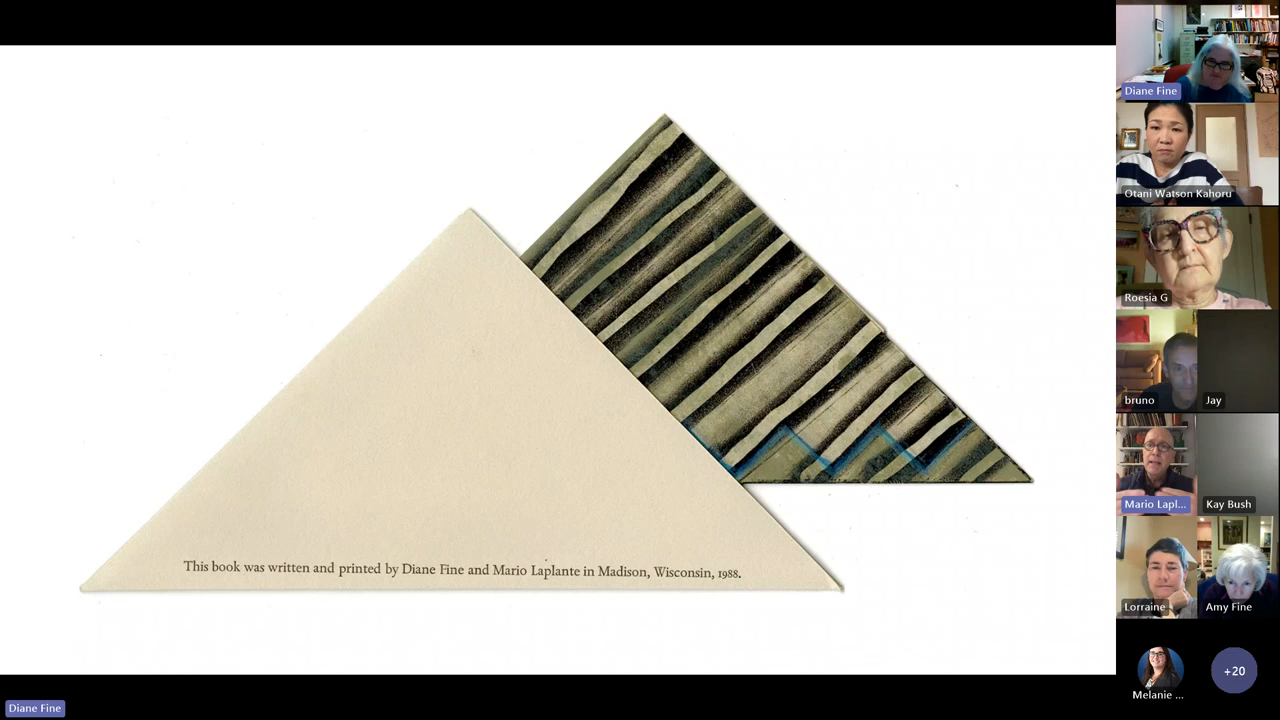 This book was written and printed by Diane Fine and Mario Laplante in Madison, Wisconsin, 1988.
Diane Fine
Diane Fine
Otani Watson Kahoru
Roesia G
bruno
Jay
Mario Lapl...
Kay Bush
Lorraine
Amy Fine
Melanie ...
+20